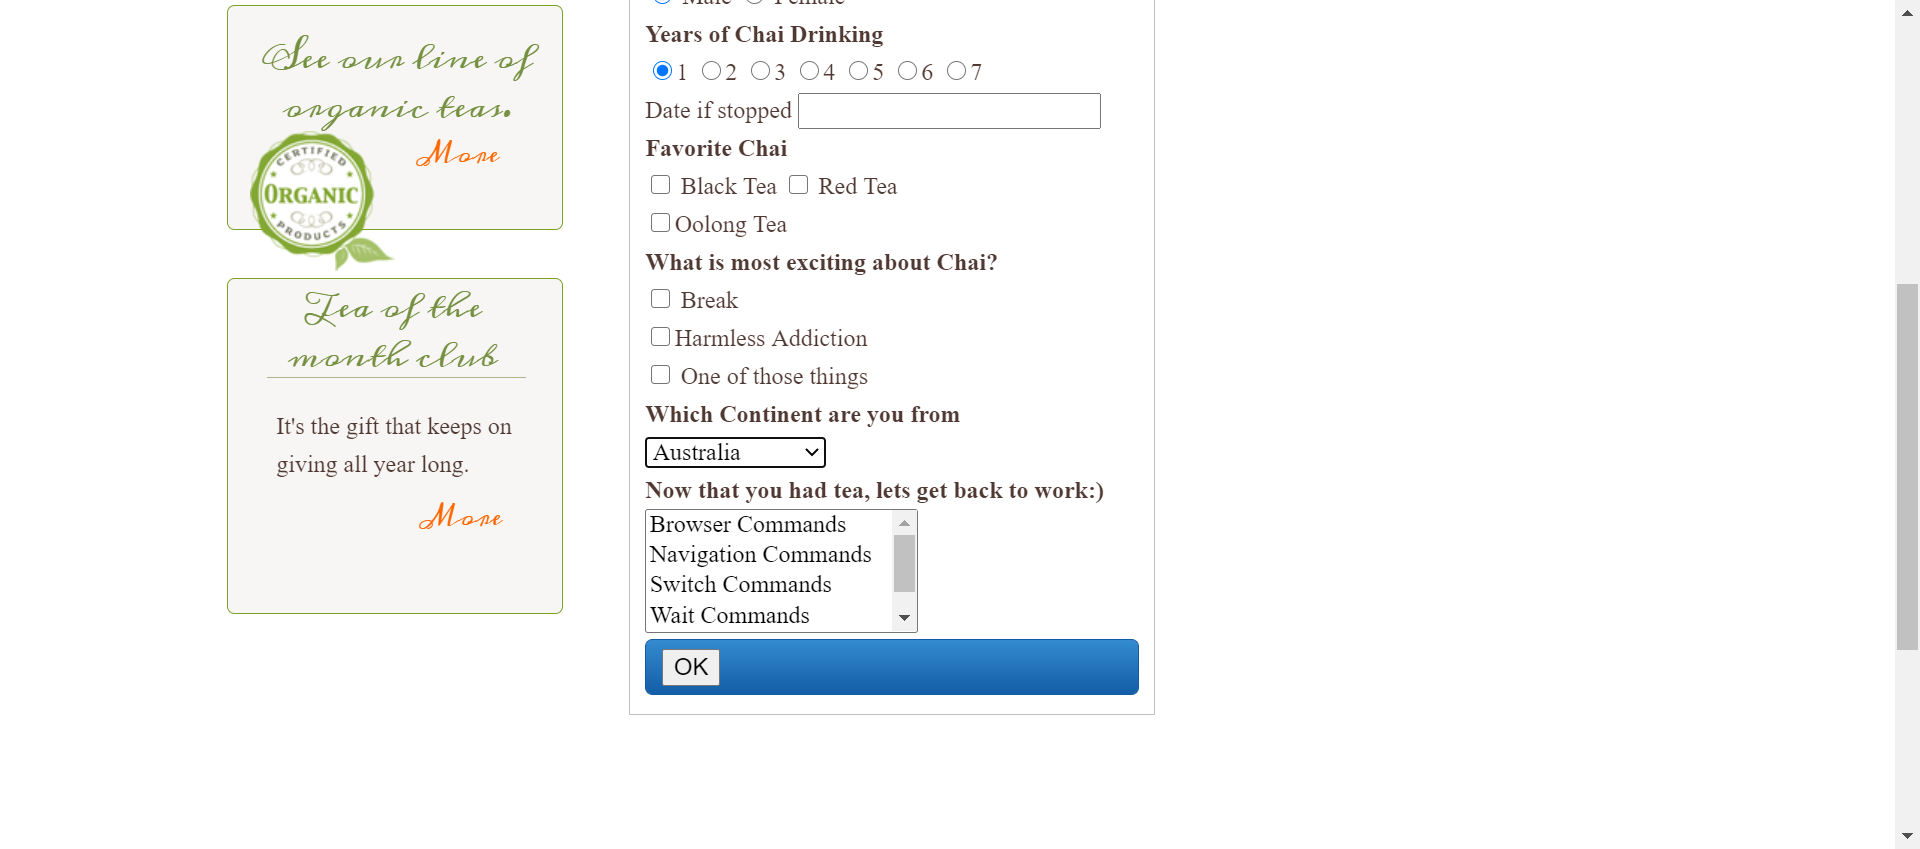 See our line of
organic teas.
More
CERTIFIED
ORGANIC
PRODUCTS
Tea of the
month club
It's the gift that keeps on
giving all year long.
More
Male Female
Years of Chai Drinking
1 2 3 4 5 6 7
Date if stopped
Favorite Chai
Black Tea Red Tea
Oolong Tea
What is most exciting about Chai?
Break
Harmless Addiction
One of those things
Which Continent are you from
Australia
Now that you had tea, lets get back to work:)
Browser Commands
Navigation Commands
Switch Commands
Wait Commands
OK